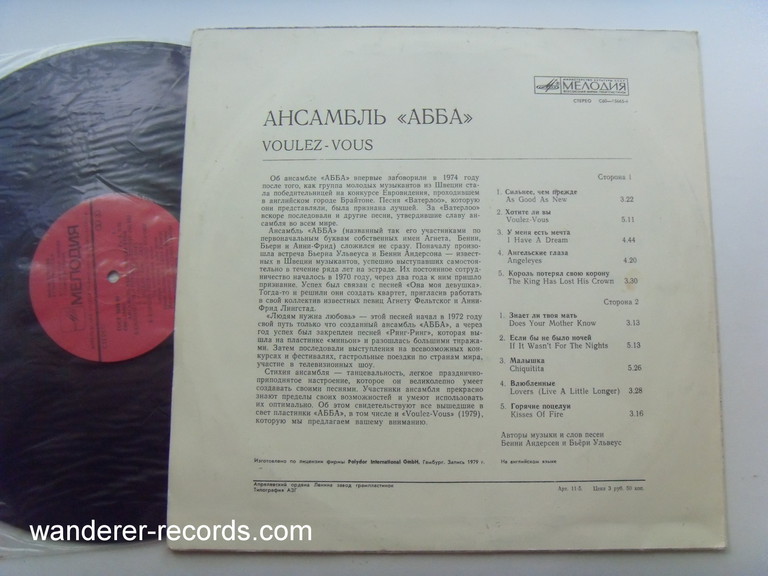 МЕЛОДИЯ
СТЕРЕО
АНСАМБЛЬ «АББА»
VOULEZ-VOUS
Об ансамбле «АББА» впервые заговорили в 1974 году
после того, как группа молодых музыкантов из Швеции ста-
ла победительницей на конкурсе Евровидения, проходившем
в английском городе Брайтоне. Песня «Ватерлоо», которую
они представляли, была признана лучшей. За «Ватерлоо»
вскоре последовали и другие песни, утвердившие славу ан-
самбля во всем мире.
Ансамбль «АББА» (названный так его участниками по
первоначальным буквам собственных имен Агнета, Бенни,
Бьерн и Анни-Фрид) сложился не сразу. Поначалу произо-
шла встреча Бьерна Ульвеуса и Бенни Андерсона — извест-
ных в Швеции музыкантов, успешно выступавших самостоя-
тельно в течение ряда лет на эстраде. Их постоянное сотруд-
ничество началось в 1970 году, через два года к ним пришло
признание. Успех был связан с песней «Она моя девушка».
Тогда-то и решили они создать квартет, пригласив работать
в свой коллектив известных певиц Агнету Фельтског и Анни-
Фрид Лингстад.
«Людям нужна любовь» — этой песней начал в 1972 году
свой путь только что созданный ансамбль «АББА», а через
год успех был закреплен песней «Ринг-Ринг», которая вы-
шла на пластинке «миньон» и разошлась большими тиража-
ми. Затем последовали выступления на всевозможных кон-
курсах и фестивалях, гастрольные поездки по странам мира,
участие в телевизионных шоу.
Стихия ансамбля — танцевальность, легкое празднично-
приподнятое настроение, которое он великолепно умеет
создавать своими песнями. Участники ансамбля прекрасно
знают пределы своих возможностей и умеют использовать
их оптимально. Об этом свидетельствуют все вышедшие в
свет пластинки «АББА», в том числе и «Voulez-Vous» (1979),
которую мы предлагаем вашему вниманию.
Сторона 1
1. Сильнее, чем прежде
As Good As New 3.22
2. Хотите ли вы
Voulez-Vous 5.11
3. У меня есть мечта
I Have A Dream 4.44
4. Ангельские глаза
Angeleyes 4.20
5. Король потерял свою корону
The King Has Lost His Crown 3.30
Сторона 2
1. Знает ли твоя мать
Does Your Mother Know 3.13
2. Если бы не было ночей
If It Wasn't For The Nights 5.13
3. Малышка
Chiquitita 5.26
4. Влюбленные
Lovers (Live A Little Longer) 3.28
5. Горячие поцелуи
Kisses Of Fire 3.16
Авторы музыки и слов песен
Бенни Андерсен и Бьёрн Ульвеус
Изготовлено по лицензии фирмы Polydor International GmbH, Гамбург. Запись 1979 г.
На английском языке
Апрелевский ордена Ленина завод грампластинок
Типография АЗГ
Арт. 11-5. Цена 3 руб. 50 коп.
МЕЛОДИЯ
wanderer-records.com